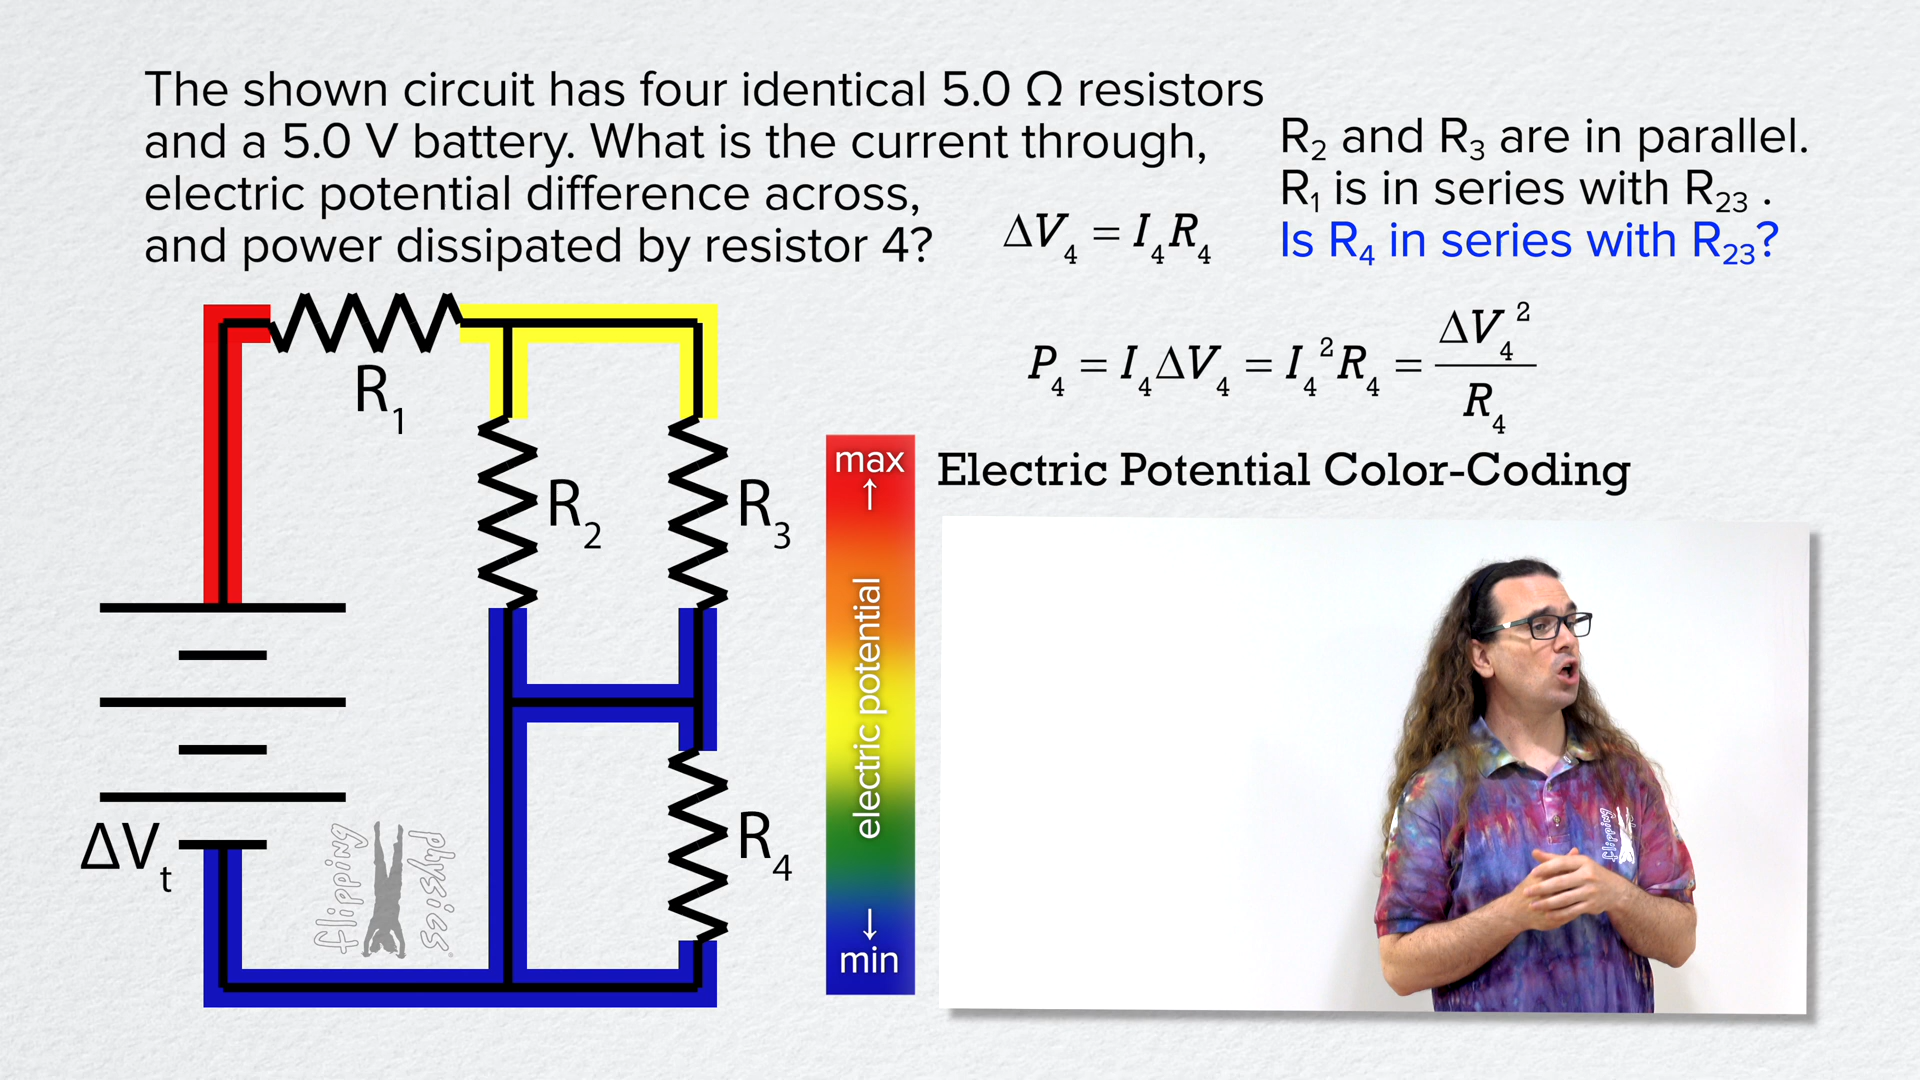 The shown circuit has four identical 5.0 Ω resistors
and a 5.0 V battery. What is the current through,
electric potential difference across,
and power dissipated by resistor 4?
R₂ and R₃ are in parallel.
R₁ is in series with R₂₃ .
Is R₄ in series with R₂₃?
ΔV₄ = I₄R₄
P₄ = I₄ΔV₄ = I₄²R₄ = ΔV₄² / R₄
Electric Potential Color-Coding
R₁
R₂
R₃
R₄
ΔVₜ
max
↑
electric potential
↓
min
flipping
physics
flipping